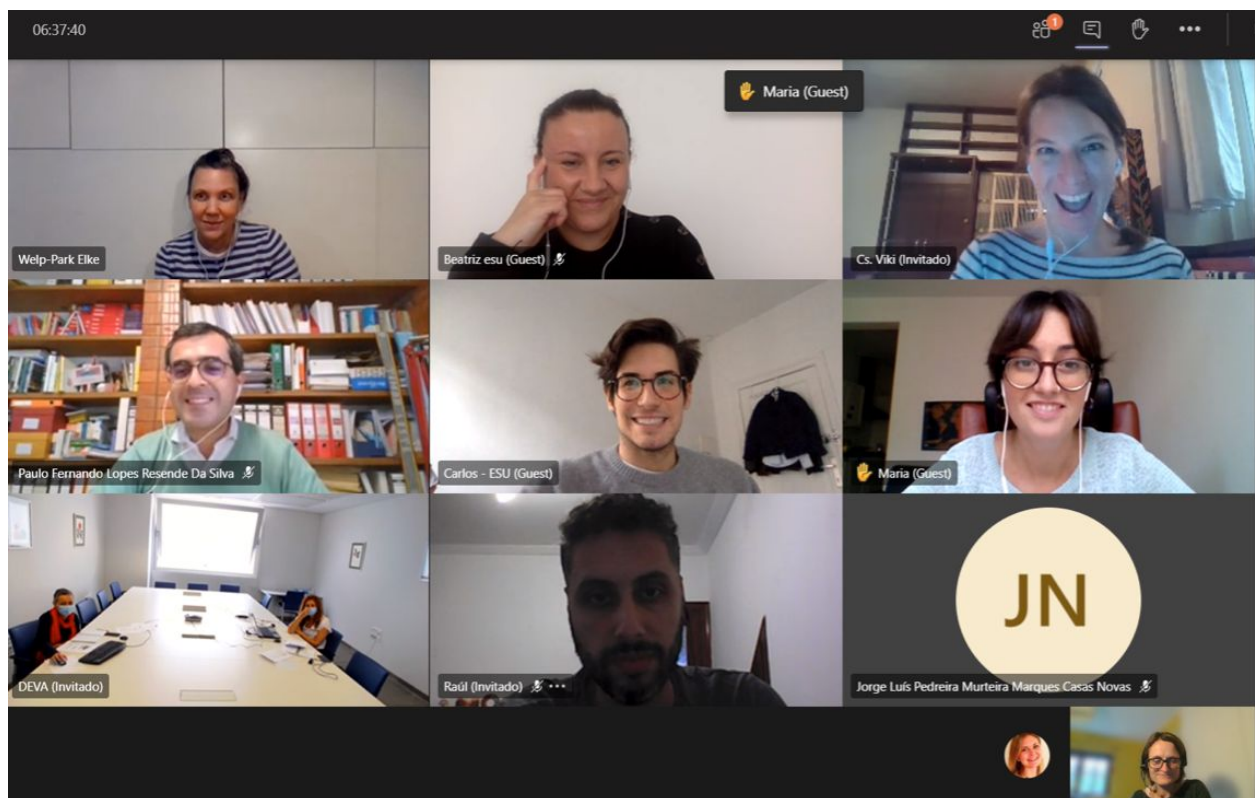 06:37:40
1
Maria (Guest)
Welp-Park Elke
Beatriz esu (Guest)
Cs. Viki (Invitado)
Paulo Fernando Lopes Resende Da Silva
Carlos - ESU (Guest)
Maria (Guest)
JN
DEVA (Invitado)
Raúl (Invitado)
Jorge Luís Pedreira Murteira Marques Casas Novas